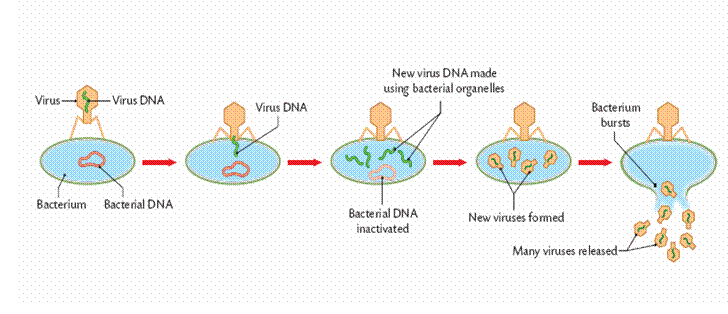 Virus
Virus DNA
Bacterium
Bacterial DNA
Virus DNA
New virus DNA made
using bacterial organelles
Bacterial DNA
inactivated
New viruses formed
Bacterium
bursts
Many viruses released